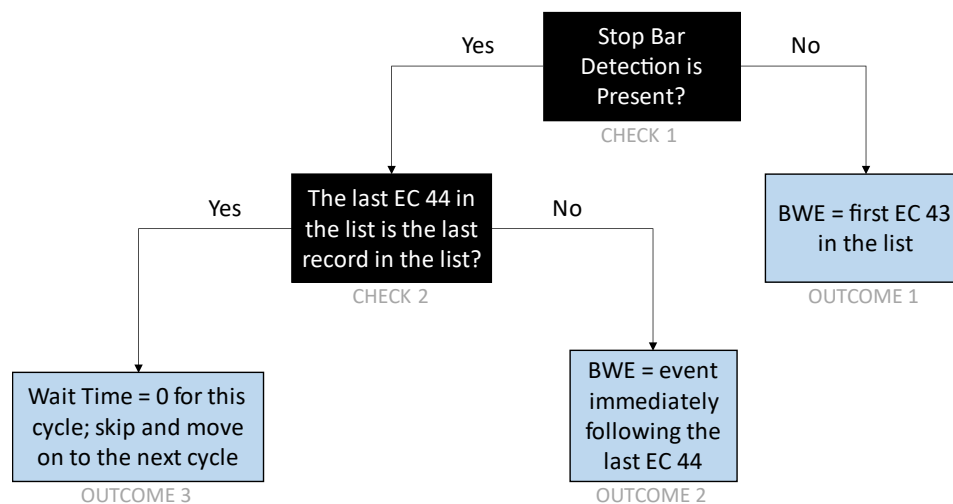 Yes
Stop Bar
Detection is
Present?
No
CHECK 1
Yes
The last EC 44 in
the list is the last
record in the list?
No
CHECK 2
BWE = first EC 43
in the list
OUTCOME 1
Wait Time = 0 for this
cycle; skip and move
on to the next cycle
OUTCOME 3
BWE = event
immediately
following the
last EC 44
OUTCOME 2